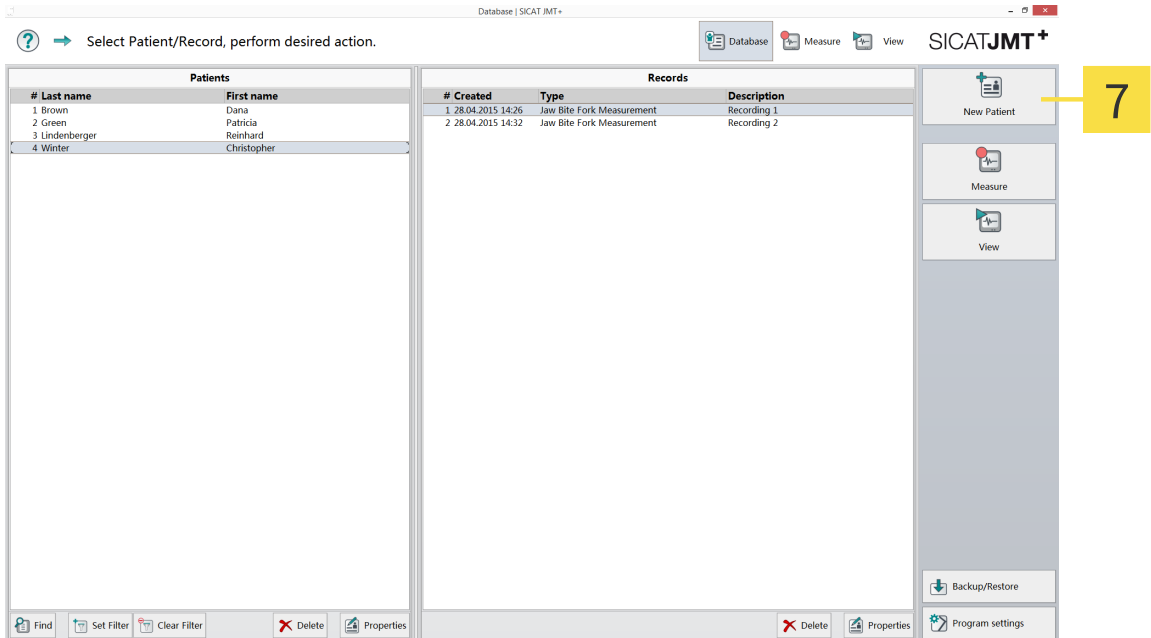 Database | SICAT JMT+
Select Patient/Record, perform desired action.
Database
Measure
View
SICATJMT+
Patients
# Last name First name
1 Brown Dana
2 Green Patricia
3 Lindenberger Reinhard
4 Winter Christopher
Find
Set Filter
Clear Filter
Delete
Properties
Records
# Created Type Description
1 28.04.2015 14:26 Jaw Bite Fork Measurement Recording 1
2 28.04.2015 14:32 Jaw Bite Fork Measurement Recording 2
Delete
Properties
New Patient
7
Measure
View
Backup/Restore
Program settings